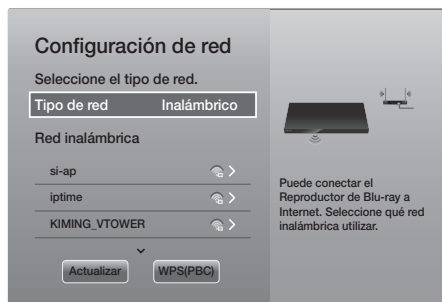 Configuración de red
Seleccione el tipo de red.
Tipo de red Inalámbrico
Red inalámbrica
si-ap
iptime
KIMING_VTOWER
Actualizar WPS(PBC)
Puede conectar el
Reproductor de Blu-ray a
Internet. Seleccione qué red
inalámbrica utilizar.